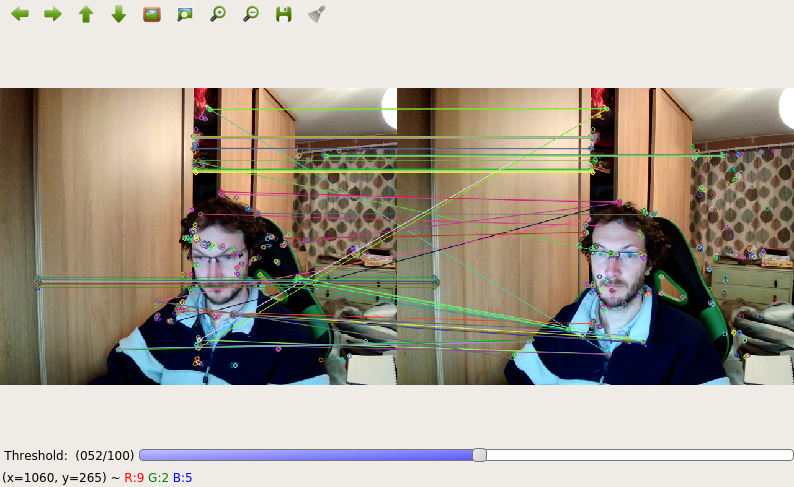 Threshold: (052/100)
(x=1060, y=265) ~ R:9 G:2 B:5